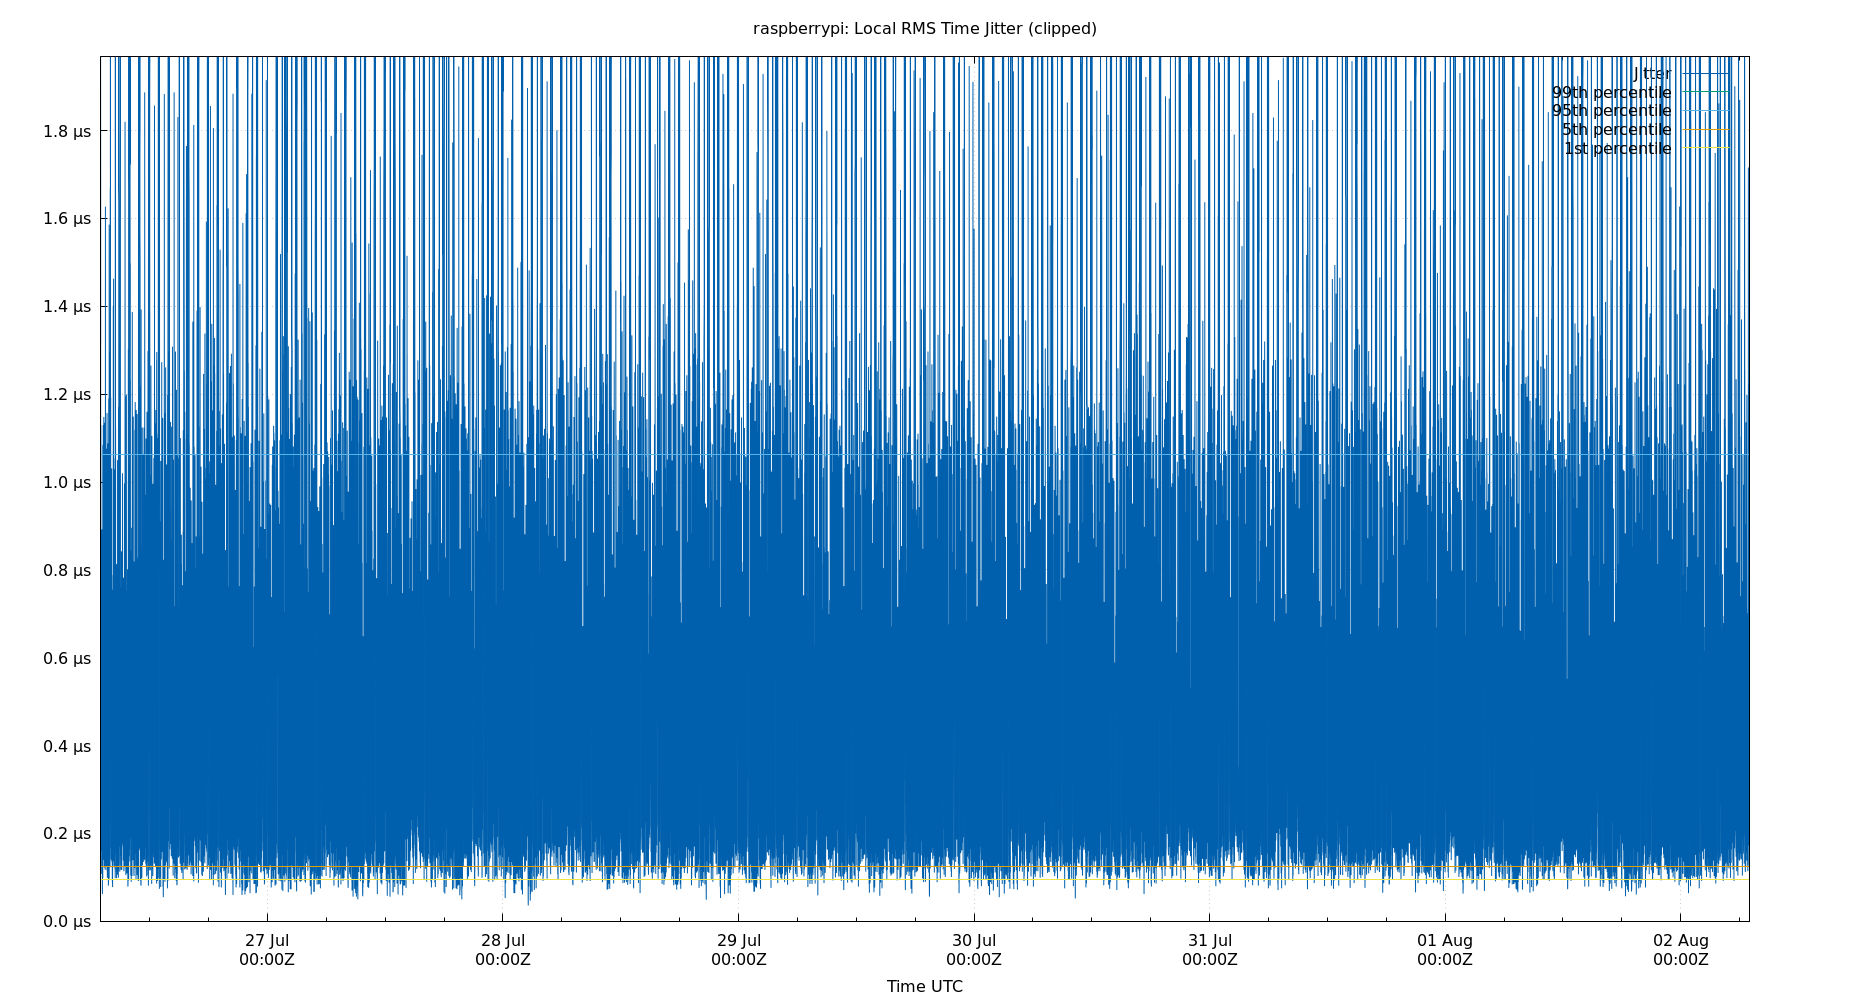 raspberrypi: Local RMS Time Jitter (clipped)
Jitter
99th percentile
95th percentile
5th percentile
1st percentile
1.8 µs
1.6 µs
1.4 µs
1.2 µs
1.0 µs
0.8 µs
0.6 µs
0.4 µs
0.2 µs
0.0 µs
27 Jul 28 Jul 29 Jul 30 Jul 31 Jul 01 Aug 02 Aug
00:00Z 00:00Z 00:00Z 00:00Z 00:00Z 00:00Z 00:00Z
Time UTC